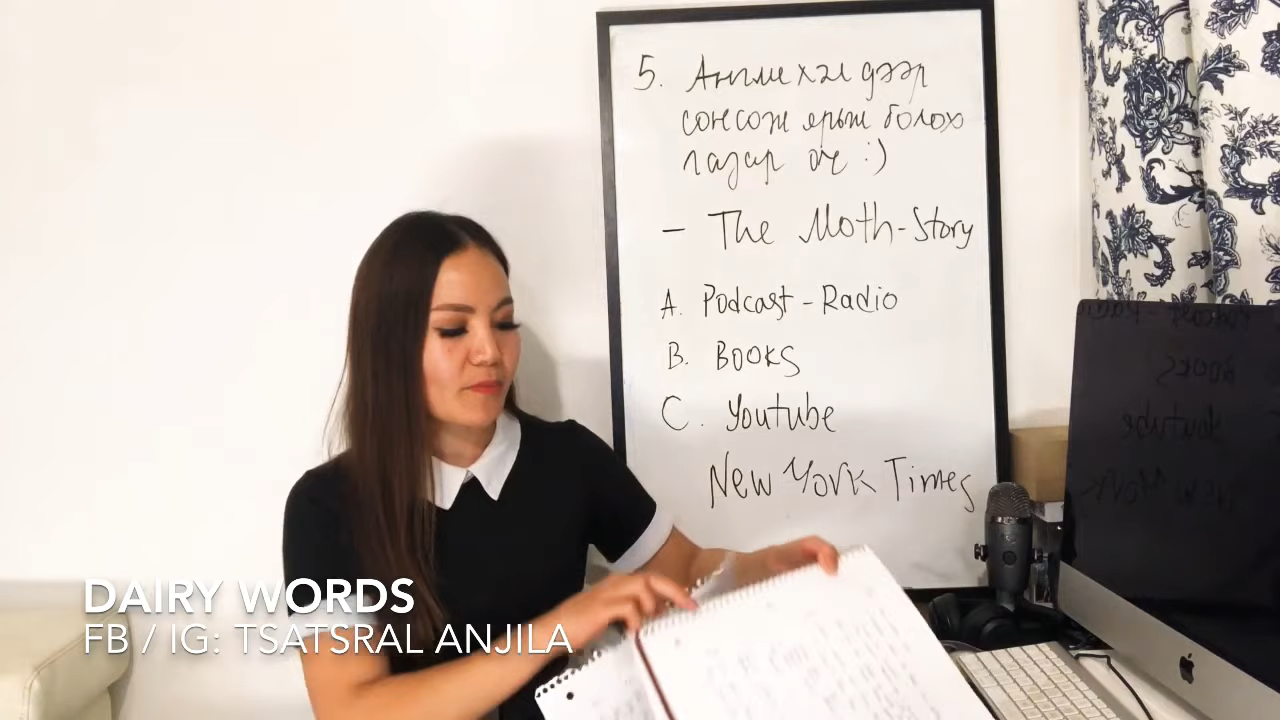 5. Англи хэл дээр
сонсож ярьж болох
газар оч :)
- The Moth-Story
A. Podcast - Radio
B. Books
C. Youtube
New York Times
DAIRY WORDS
FB / IG: TSATSRAL ANJILA